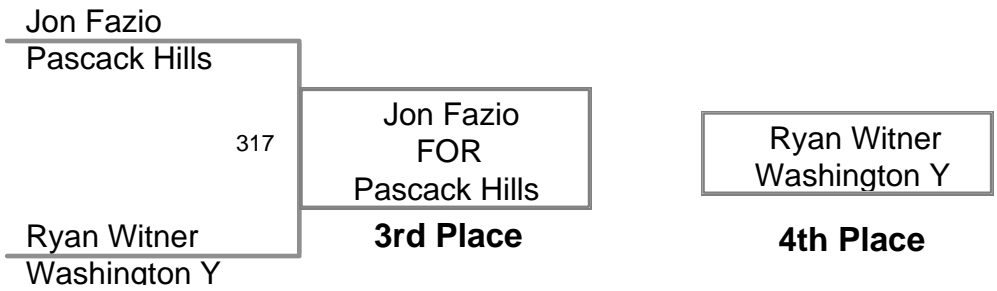 Jon Fazio
Pascack Hills
317
Jon Fazio
FOR
Pascack Hills
3rd Place
Ryan Witner
Washington Y
Ryan Witner
Washington Y
4th Place